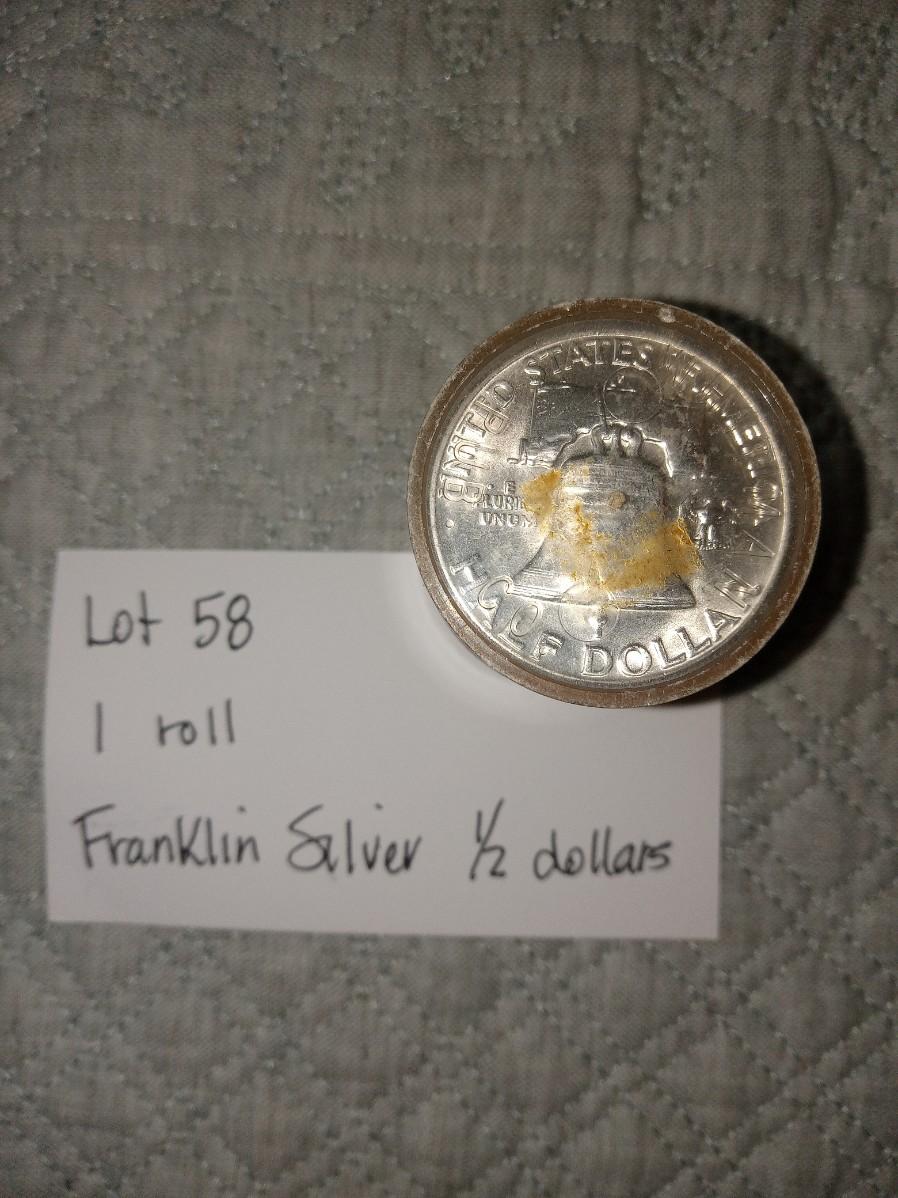 UNITED STATES OF AMERICA
E
PLURIBUS
UNUM
HALF DOLLAR
Lot 58
1 roll
Franklin Silver 1/2 dollars